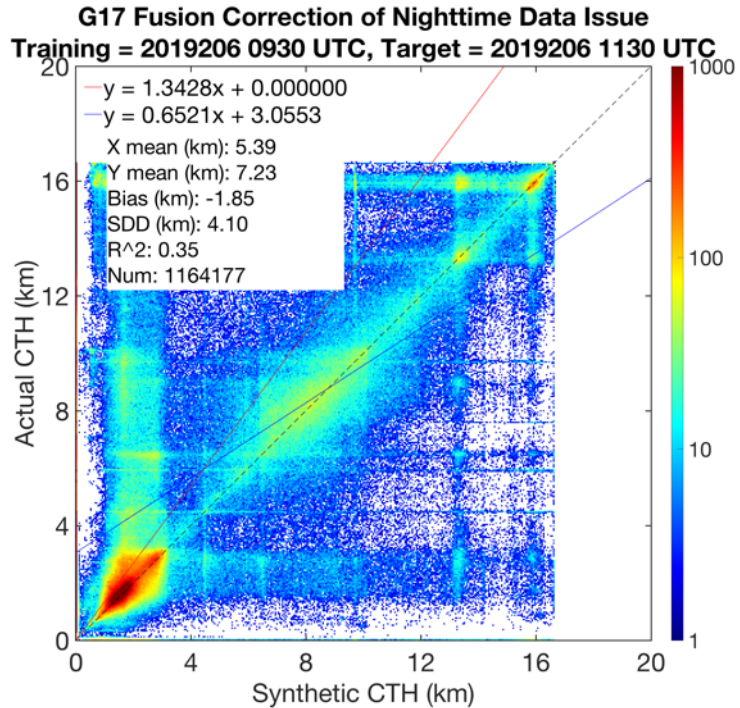 G17 Fusion Correction of Nighttime Data Issue
Training = 2019206 0930 UTC, Target = 2019206 1130 UTC
20
16
12
8
4
0
Actual CTH (km)
y = 1.3428x + 0.000000
y = 0.6521x + 3.0553
X mean (km): 5.39
Y mean (km): 7.23
Bias (km): -1.85
SDD (km): 4.10
R^2: 0.35
Num: 1164177
0 4 8 12 16 20
Synthetic CTH (km)
1000
100
10
1